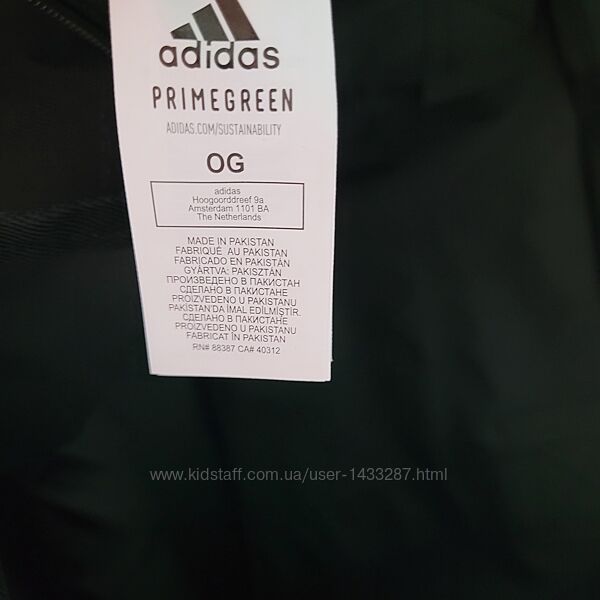 adidas
PRIMEGREEN
ADIDAS.COM/SUSTAINABILITY
OG
adidas
Hoogoorddreef 9a
Amsterdam 1101 BA
The Netherlands
MADE IN PAKISTAN
FABRIQUÉ AU PAKISTAN
FABRICADO EN PAKISTÁN
GYÁRTVA: PAKISZTÁN
ПРОИЗВЕДЕНО В ПАКИСТАН
СДЕЛАНО В ПАКИСТАНЕ
PROIZVEDENO U PAKISTANU
PAKİSTAN'DA İMAL EDİLMİŞTİR.
СДЕЛАНО В ПАКИСТАНЕ
PROIZVEDENO U PAKISTANU
FABRICAT ÎN PAKISTAN
RN# 88387 CA# 40312
www.kidstaff.com.ua/user-1433287.html